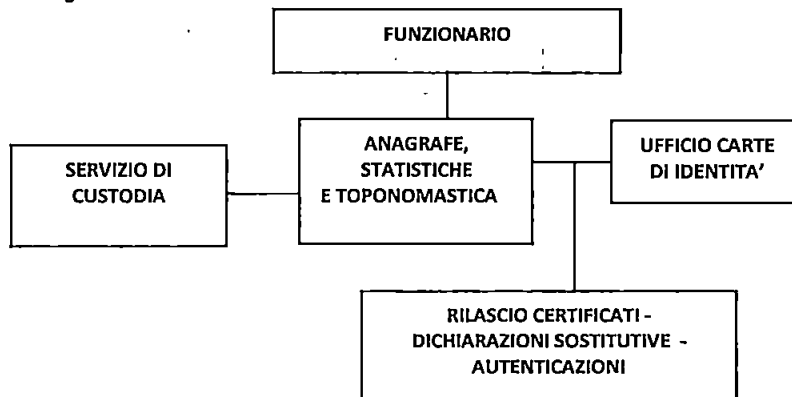 FUNZIONARIO
SERVIZIO DI
CUSTODIA
ANAGRAFE,
STATISTICHE
E TOPONOMASTICA
UFFICIO CARTE
DI IDENTITA’
RILASCIO CERTIFICATI -
DICHIARAZIONI SOSTITUTIVE -
AUTENTICAZIONI